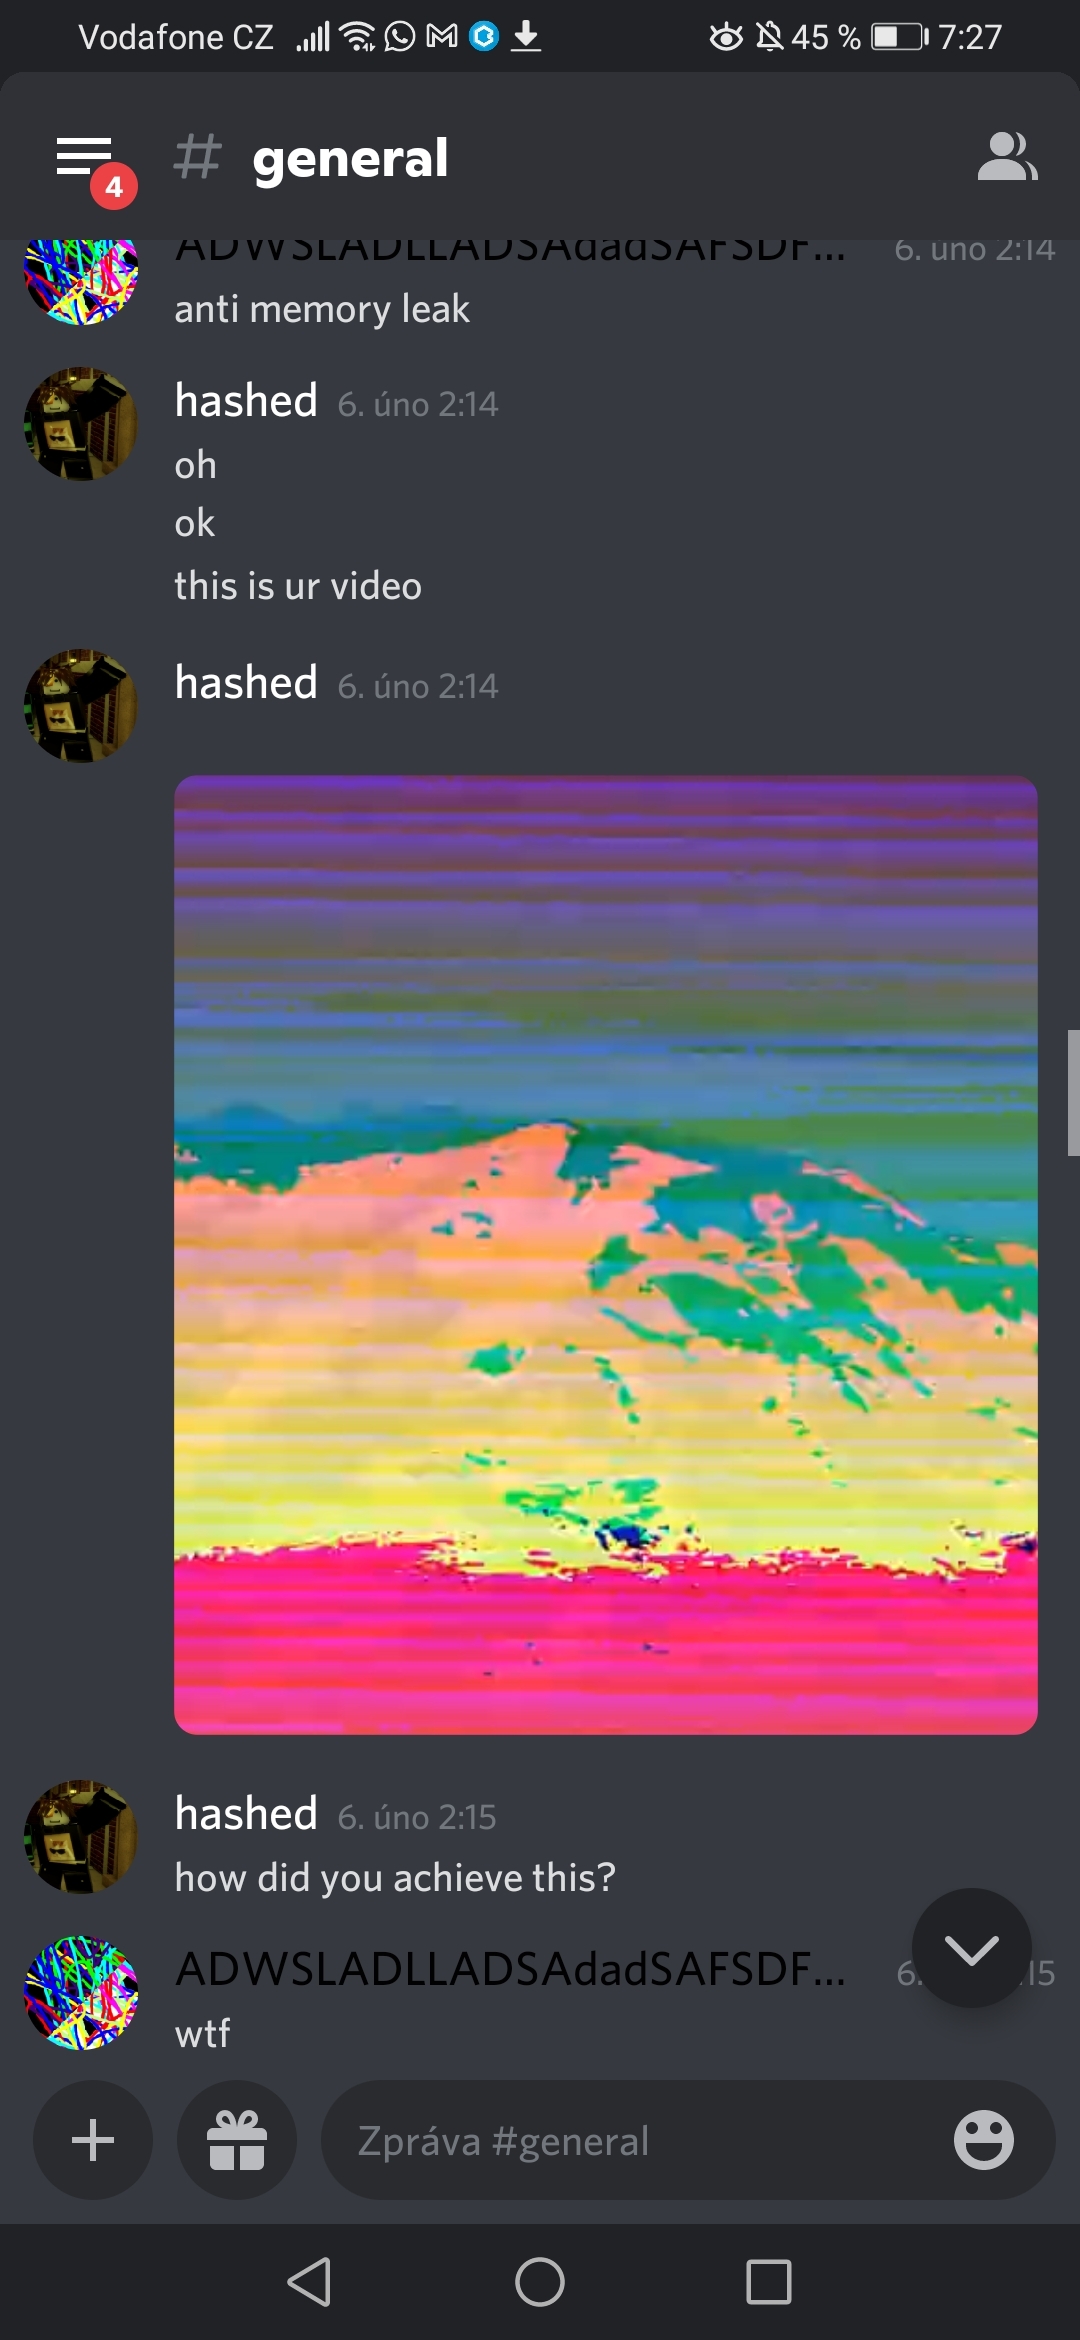 Vodafone CZ 45 % 7:27
4
# general
ADWSLADLLADSAdadSAFSDF... 6. úno 2:14
anti memory leak
hashed 6. úno 2:14
oh
ok
this is ur video
hashed 6. úno 2:14
hashed 6. úno 2:15
how did you achieve this?
ADWSLADLLADSAdadSAFSDF... 6. 15
wtf
Zpráva #general